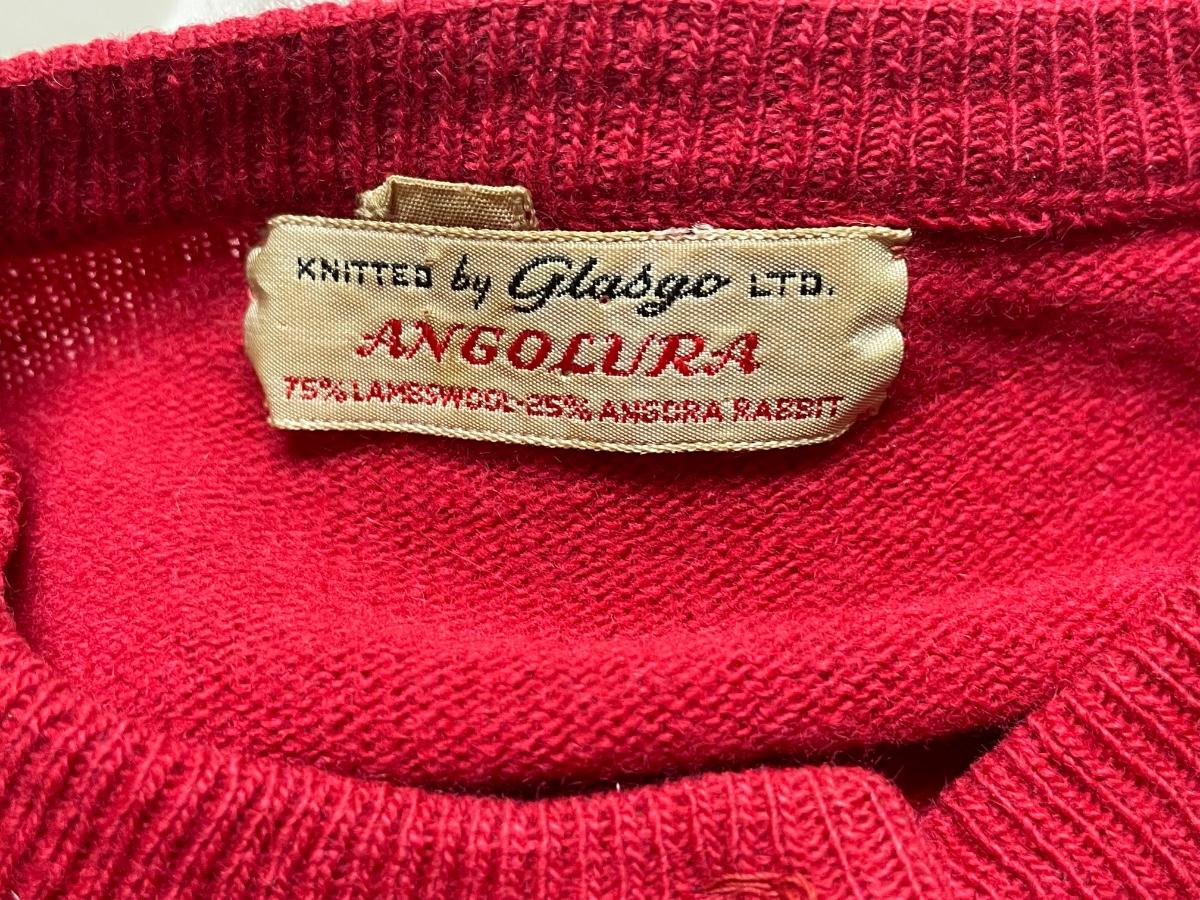 KNITTED by Glasgo LTD.
ANGOLURA
75% LAMBSWOOL-25% ANGORA RABBIT